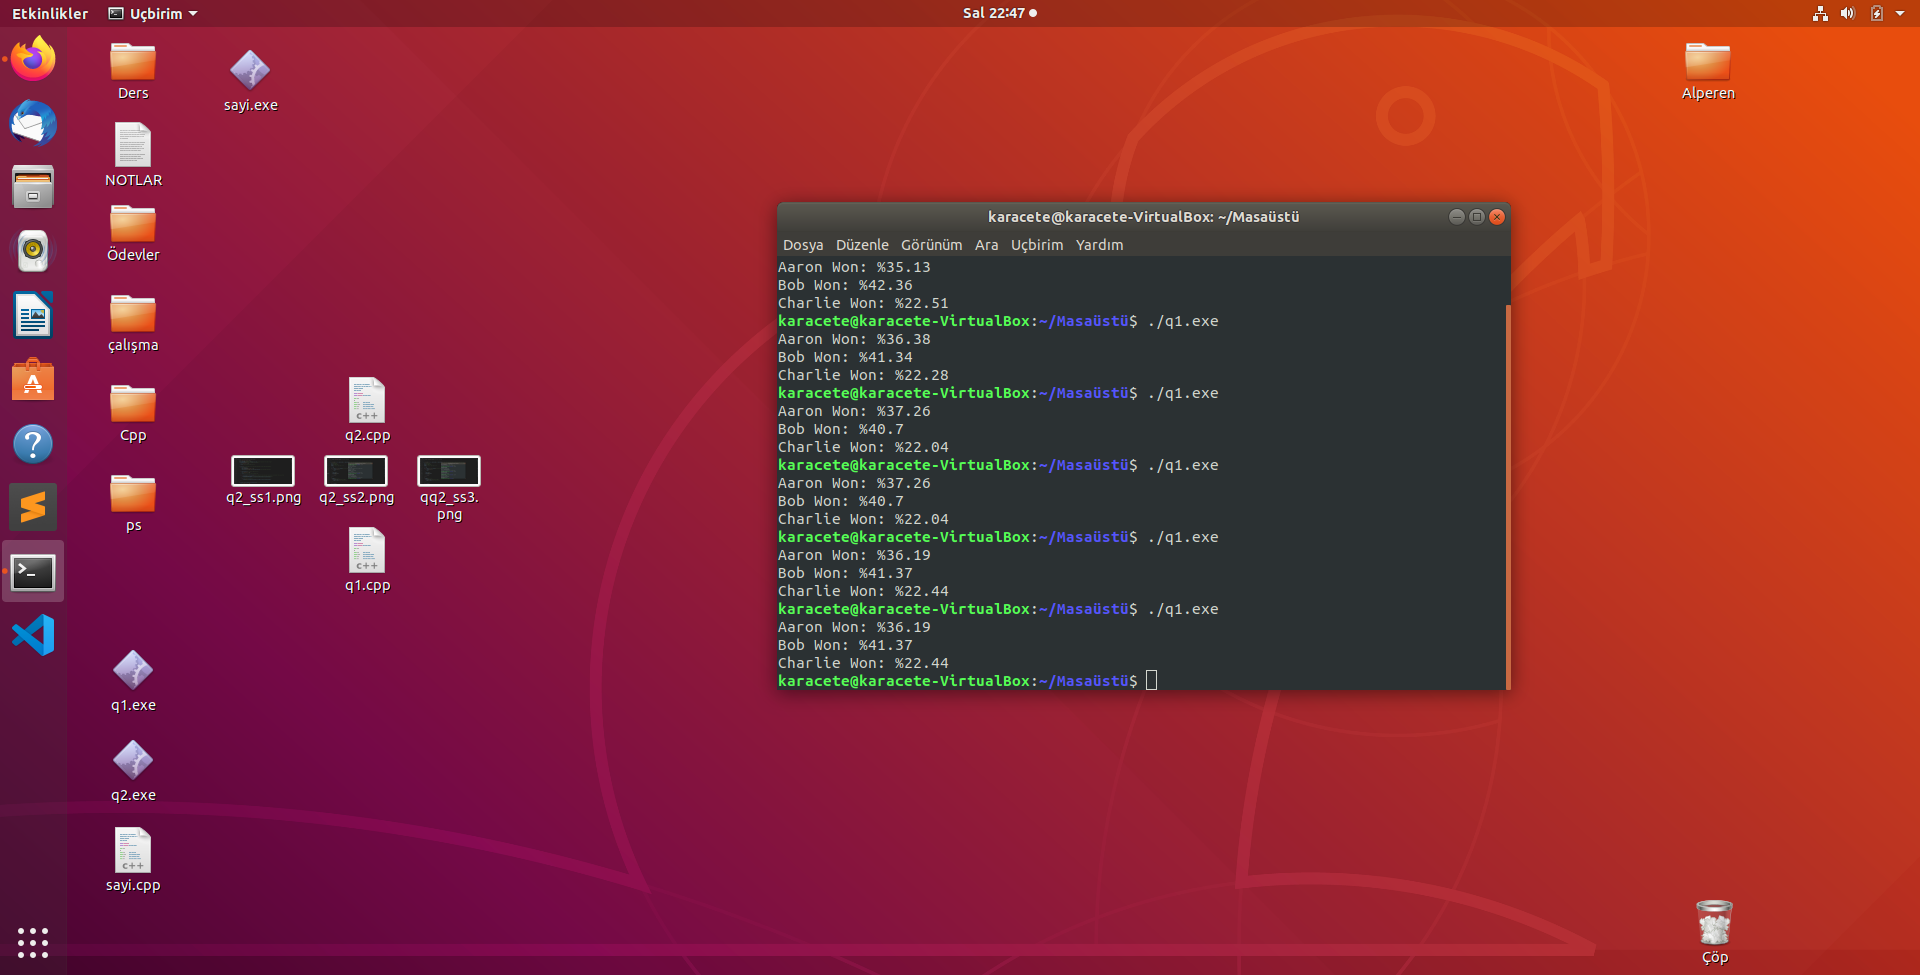 Etkinlikler
Uçbirim
Sal 22:47
Ders
sayi.exe
Alperen
NOTLAR
Ödevler
çalışma
Cpp
q2.cpp
q2_ss1.png
q2_ss2.png
qq2_ss3.
png
ps
q1.cpp
q1.exe
q2.exe
sayi.cpp
C++
C++
C++
Çöp
karacete@karacete-VirtualBox: ~/Masaüstü
Dosya Düzenle Görünüm Ara Uçbirim Yardım
Aaron Won: %35.13
Bob Won: %42.36
Charlie Won: %22.51
karacete@karacete-VirtualBox:~/Masaüstü$ ./q1.exe
Aaron Won: %36.38
Bob Won: %41.34
Charlie Won: %22.28
karacete@karacete-VirtualBox:~/Masaüstü$ ./q1.exe
Aaron Won: %37.26
Bob Won: %40.7
Charlie Won: %22.04
karacete@karacete-VirtualBox:~/Masaüstü$ ./q1.exe
Aaron Won: %37.26
Bob Won: %40.7
Charlie Won: %22.04
karacete@karacete-VirtualBox:~/Masaüstü$ ./q1.exe
Aaron Won: %36.19
Bob Won: %41.37
Charlie Won: %22.44
karacete@karacete-VirtualBox:~/Masaüstü$ ./q1.exe
Aaron Won: %36.19
Bob Won: %41.37
Charlie Won: %22.44
karacete@karacete-VirtualBox:~/Masaüstü$